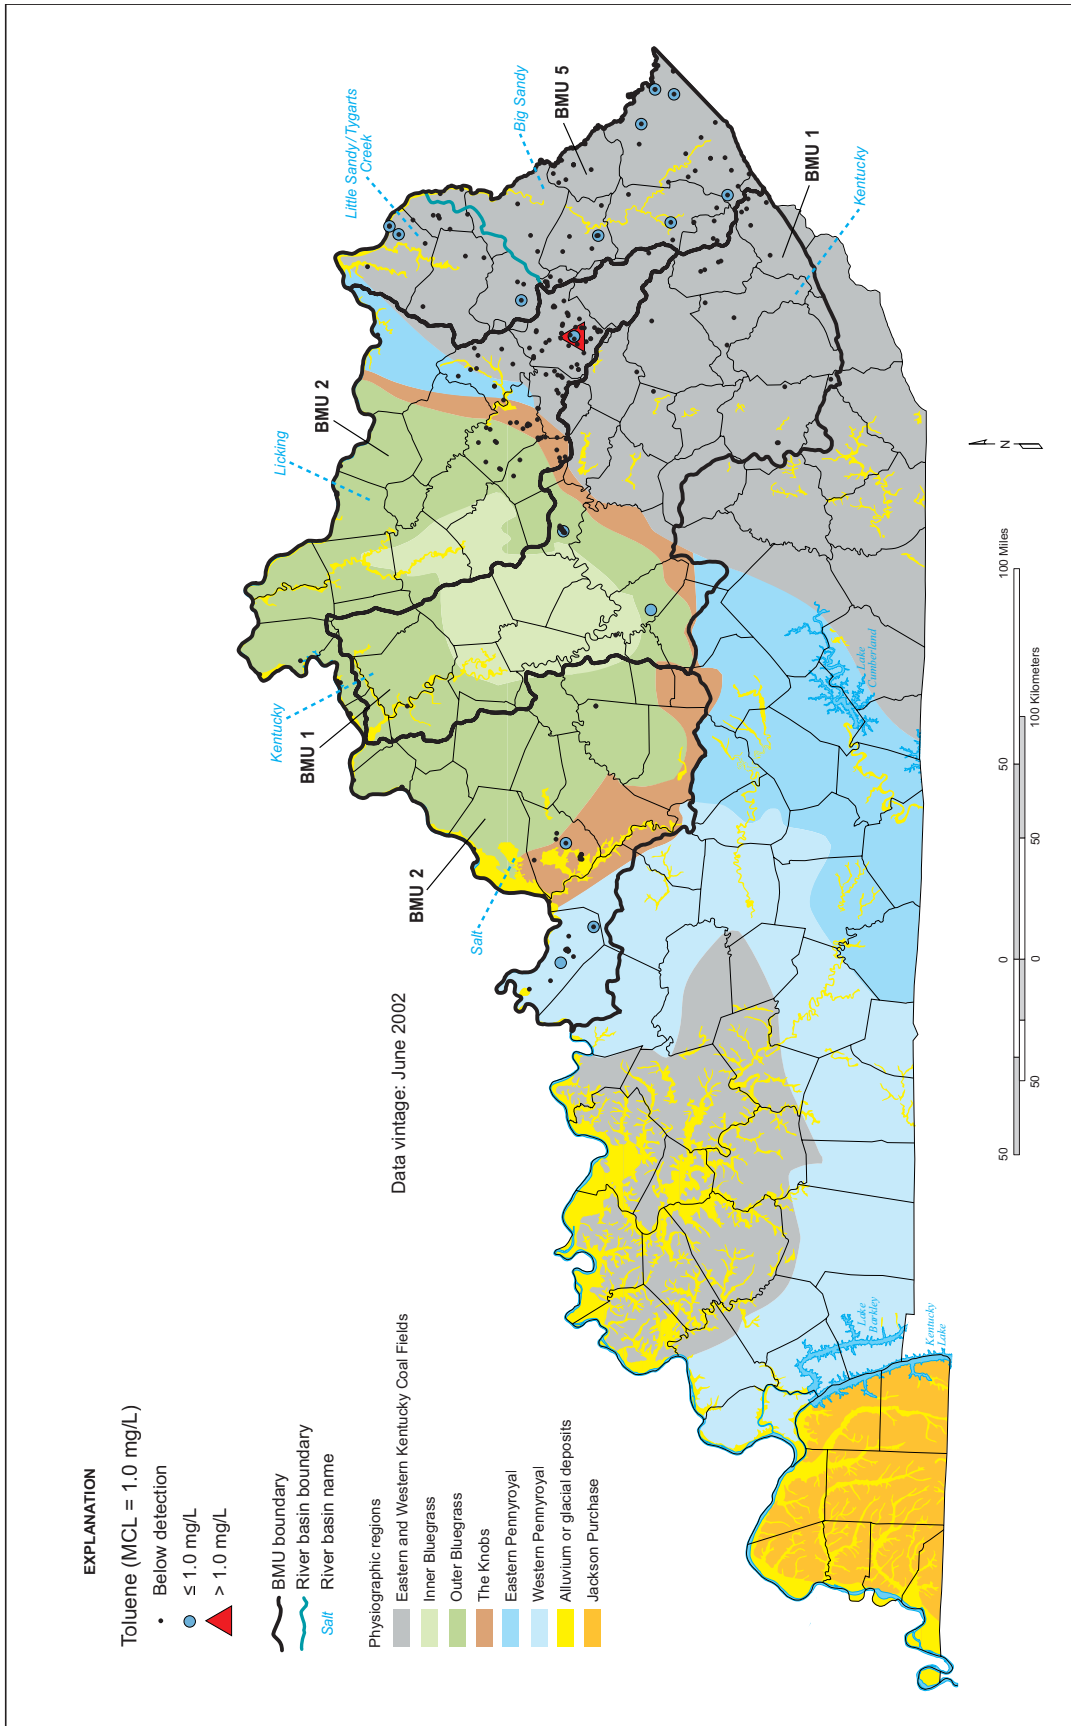 EXPLANATION
Toluene (MCL = 1.0 mg/L)
Below detection
≤ 1.0 mg/L
> 1.0 mg/L
BMU boundary
River basin boundary
Salt River basin name
Physiographic regions
Eastern and Western Kentucky Coal Fields
Inner Bluegrass
Outer Bluegrass
The Knobs
Eastern Pennyroyal
Western Pennyroyal
Alluvium or glacial deposits
Jackson Purchase
Data vintage: June 2002
Salt
BMU 2
BMU 1
Kentucky
Licking
BMU 2
Little Sandy/Tygarts
Creek
Big Sandy
BMU 5
BMU 1
Kentucky
Lake
Cumberland
Lake
Barkley
Kentucky
Lake
N
50 0 50 100 Miles
50 0 50 100 Kilometers